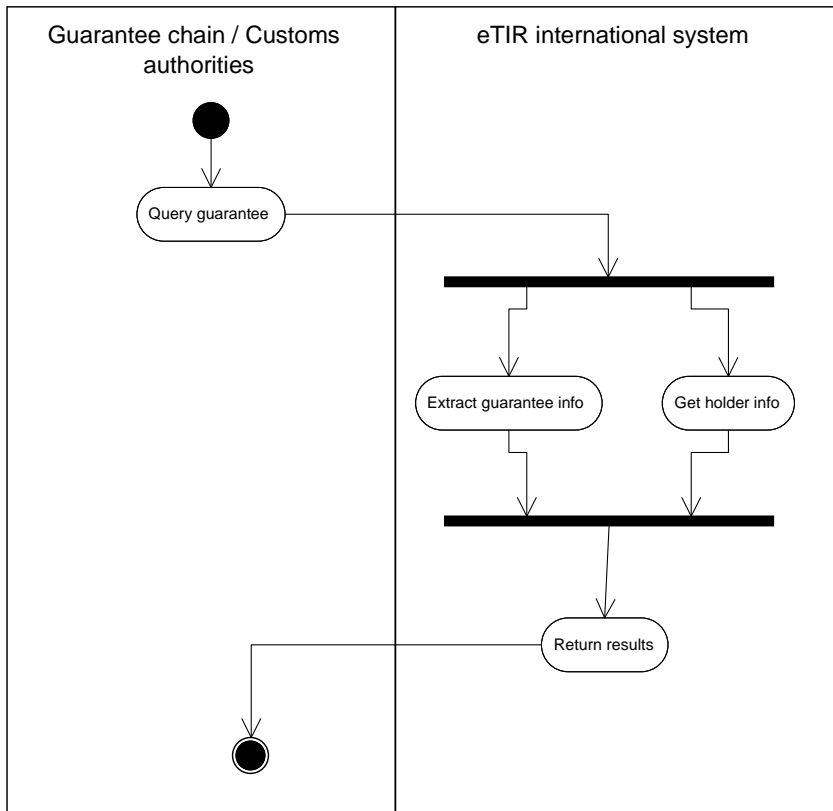 Guarantee chain / Customs
authorities
eTIR international system
Query guarantee
Extract guarantee info
Get holder info
Return results